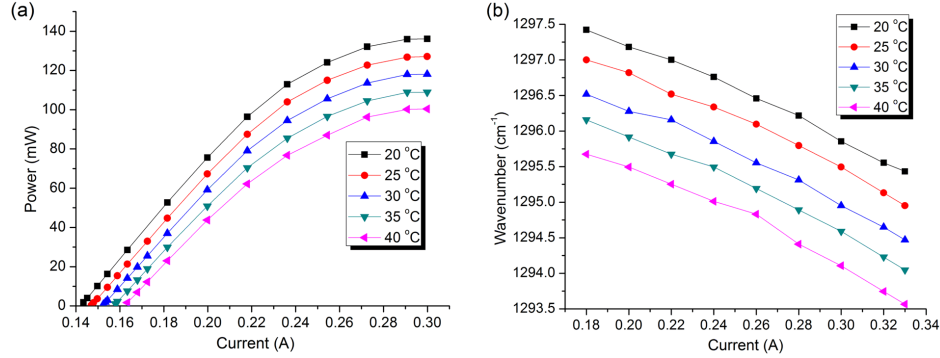 (a)
140
120
100
80
60
40
20
0
Power (mW)
0.14 0.16 0.18 0.20 0.22 0.24 0.26 0.28 0.30
Current (A)
20 °C
25 °C
30 °C
35 °C
40 °C
(b)
1297.5
1297.0
1296.5
1296.0
1295.5
1295.0
1294.5
1294.0
1293.5
Wavenumber (cm⁻¹)
0.18 0.20 0.22 0.24 0.26 0.28 0.30 0.32 0.34
Current (A)
20 °C
25 °C
30 °C
35 °C
40 °C